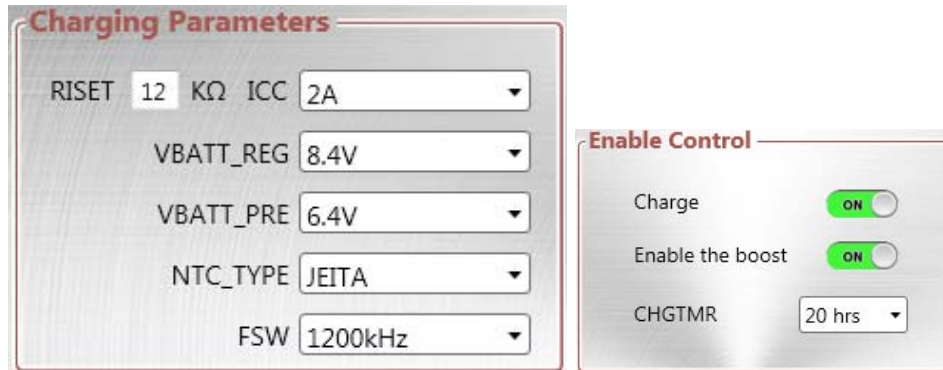 Charging Parameters
RISET 12 KΩ ICC 2A
VBATT_REG 8.4V
VBATT_PRE 6.4V
NTC_TYPE JEITA
FSW 1200kHz
Enable Control
Charge ON
Enable the boost ON
CHGTMR 20 hrs